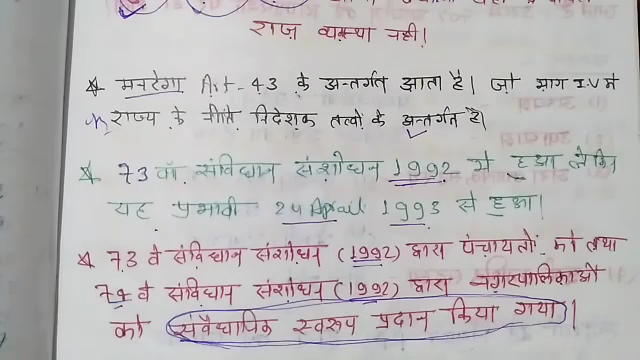 राज व्यवस्था नही।
* मनरेगा Art-43 के अन्तर्गत आता है। जो भाग IV में
राज्य के नीति निदेशक तत्वो के अन्तर्गत है।
* 73 वाँ संविधान संशोधन 1992 मे हुआ लेकिन
यह प्रभावी 24 April 1993 से हुआ।
* 73 वे संविधान संशोधन (1992) द्वारा पंचायतों को तथा
74 वे संविधान संशोधन (1992) द्वारा नगरपालिकाओ
को संवैधानिक स्वरूप प्रदान किया गया।